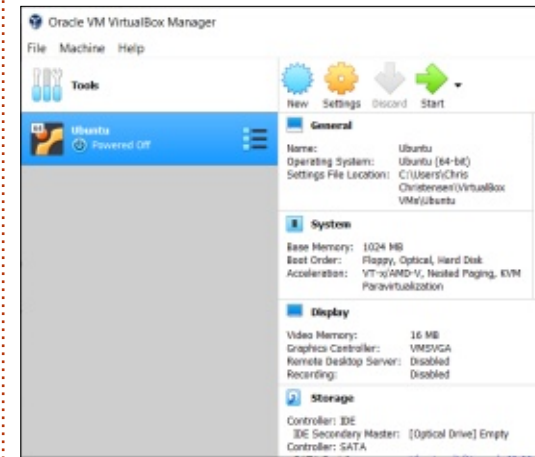 Oracle VM VirtualBox Manager
File Machine Help
Tools
New Settings Discard Start
64
Ubuntu
Powered Off
General
Name: Ubuntu
Operating System: Ubuntu (64-bit)
Settings File Location: C:\Users\Chris
Christensen\VirtualBox
VMs\Ubuntu
System
Base Memory: 1024 MB
Boot Order: Floppy, Optical, Hard Disk
Acceleration: VT-x/AMD-V, Nested Paging, KVM
Paravirtualization
Display
Video Memory: 16 MB
Graphics Controller: VMSVGA
Remote Desktop Server: Disabled
Recording: Disabled
Storage
Controller: IDE
IDE Secondary Master: [Optical Drive] Empty
Controller: SATA